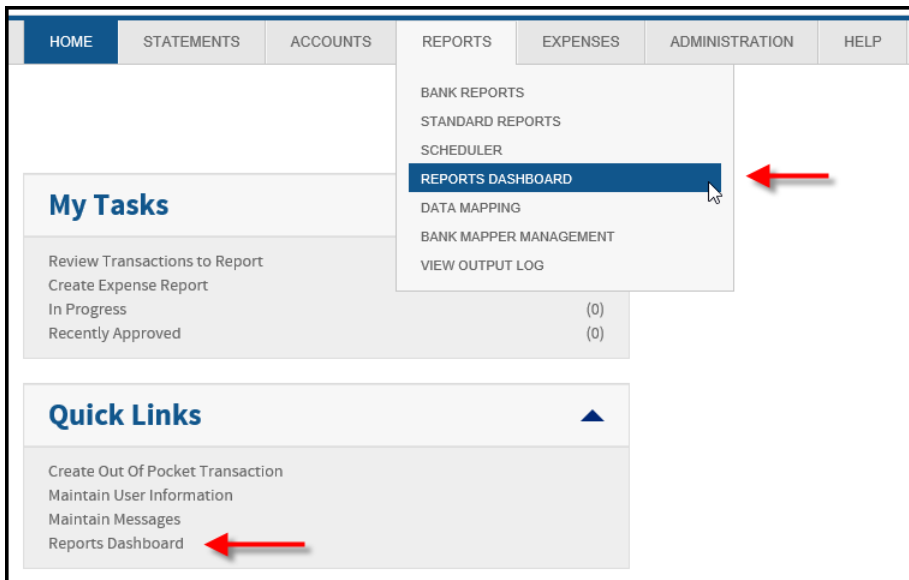 HOME STATEMENTS ACCOUNTS REPORTS EXPENSES ADMINISTRATION HELP
BANK REPORTS
STANDARD REPORTS
SCHEDULER
REPORTS DASHBOARD
DATA MAPPING
BANK MAPPER MANAGEMENT
VIEW OUTPUT LOG
My Tasks
Review Transactions to Report
Create Expense Report
In Progress (0)
Recently Approved (0)
Quick Links
Create Out Of Pocket Transaction
Maintain User Information
Maintain Messages
Reports Dashboard